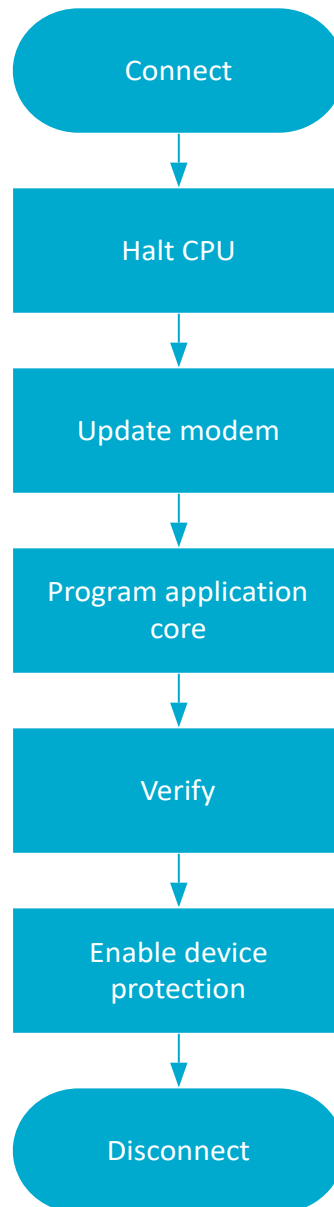 Connect
Halt CPU
Update modem
Program application
core
Verify
Enable device
protection
Disconnect